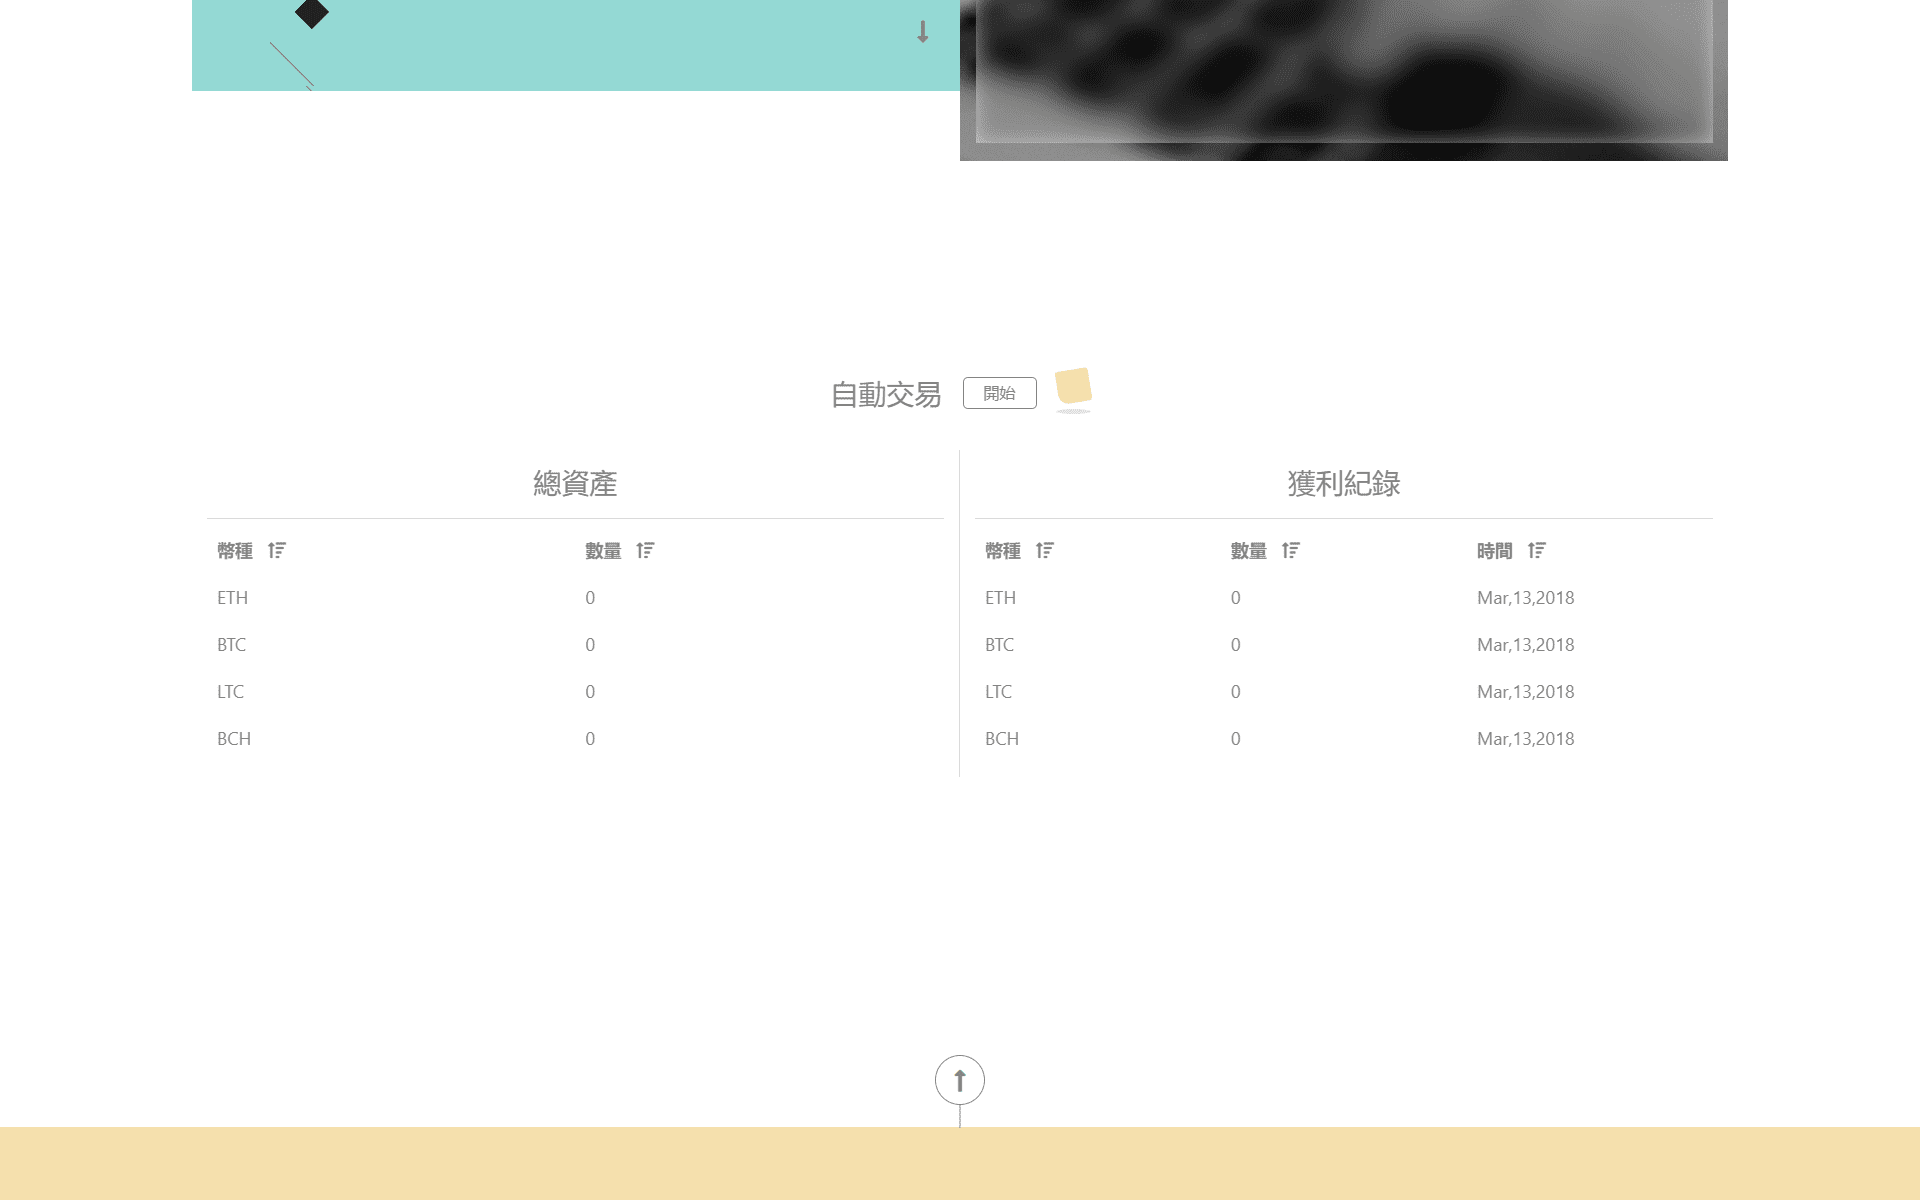 自動交易 開始
總資產
幣種 數量
ETH 0
BTC 0
LTC 0
BCH 0
獲利紀錄
幣種 數量 時間
ETH 0 Mar,13,2018
BTC 0 Mar,13,2018
LTC 0 Mar,13,2018
BCH 0 Mar,13,2018